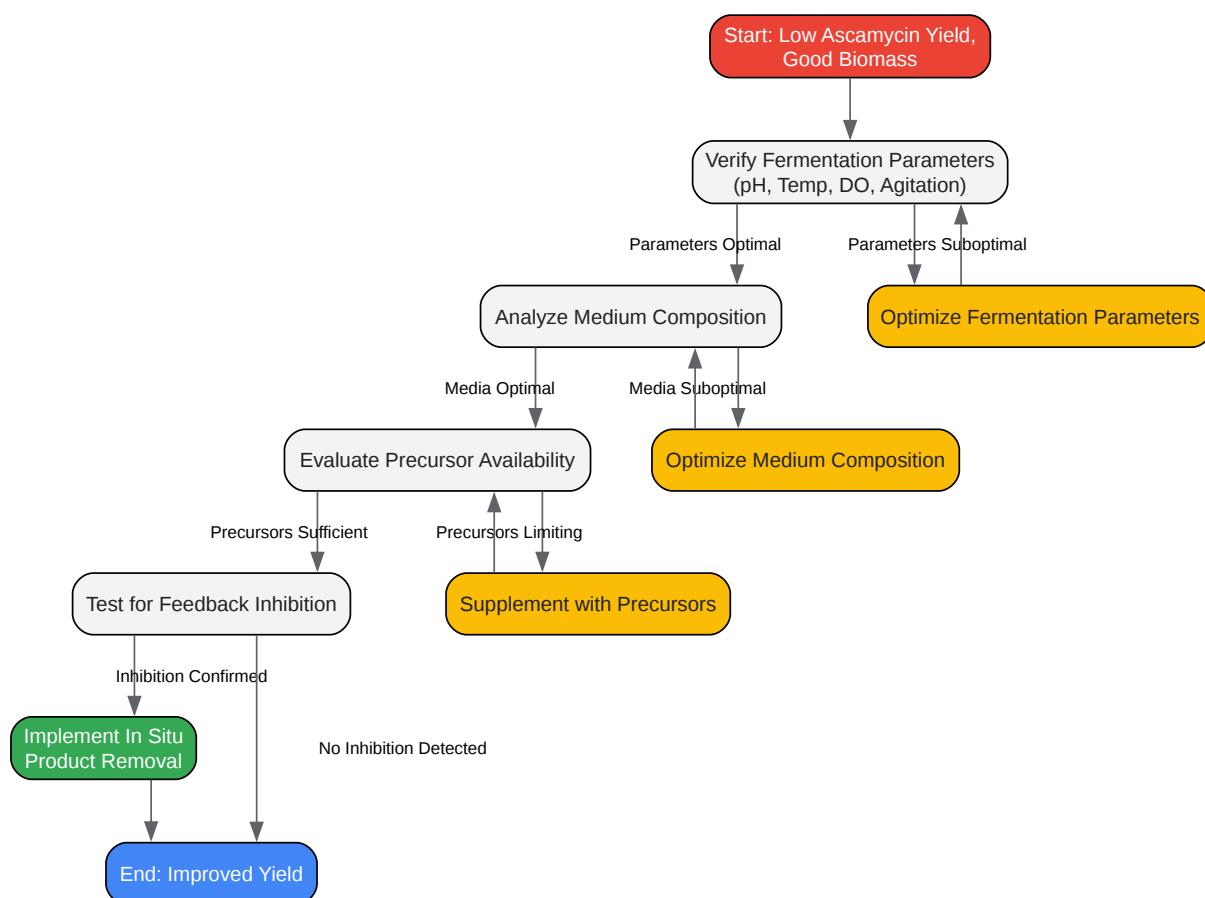 Start: Low Ascamycin Yield,
Good Biomass
Verify Fermentation Parameters
(pH, Temp, DO, Agitation)
Parameters Optimal
Parameters Suboptimal
Analyze Medium Composition
Optimize Fermentation Parameters
Media Optimal
Media Suboptimal
Evaluate Precursor Availability
Optimize Medium Composition
Precursors Sufficient
Precursors Limiting
Test for Feedback Inhibition
Supplement with Precursors
Inhibition Confirmed
Implement In Situ
Product Removal
No Inhibition Detected
End: Improved Yield